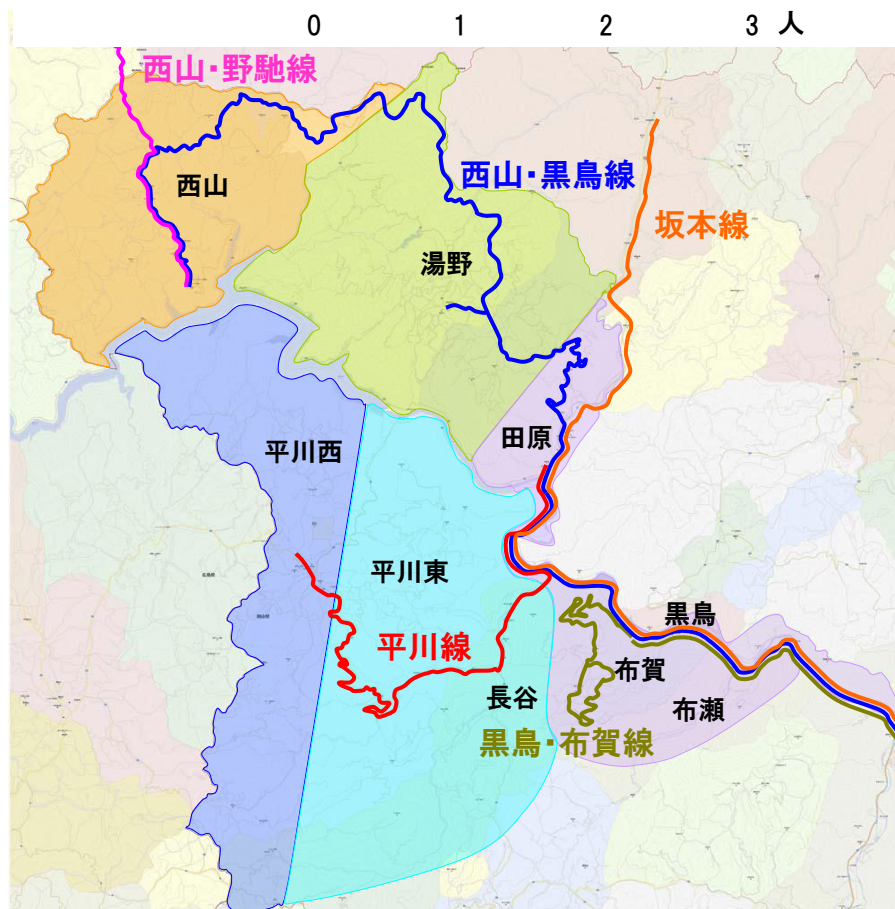 0 1 2 3 人
西山・野馳線
西山
西山・黒鳥線
坂本線
湯野
田原
平川西
平川東
黒鳥
平川線
布賀
長谷
布瀬
黒鳥・布賀線